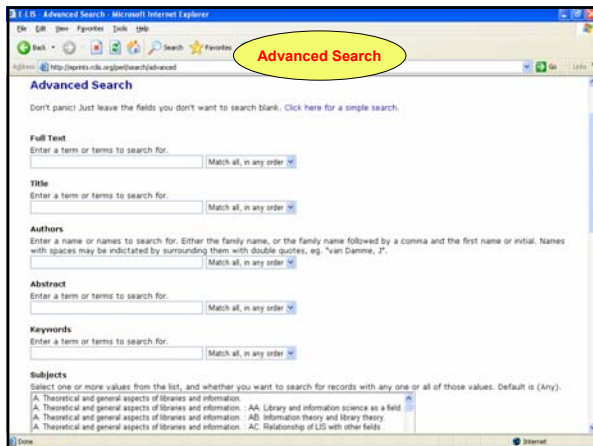 E-LIS - Advanced Search - Microsoft Internet Explorer
File Edit View Favorites Tools Help
Back Search Favorites
Advanced Search
Address http://eprints.rclis.org/perl/search/advanced Go Links
Advanced Search
Don't panic! Just leave the fields you don't want to search blank. Click here for a simple search.
Full Text
Enter a term or terms to search for.
Match all, in any order
Title
Enter a term or terms to search for.
Match all, in any order
Authors
Enter a name or names to search for. Either the family name, or the family name followed by a comma and the first name or initial. Names
with spaces may be indictated by surrounding them with double quotes, eg. "van Damme, J".
Match all, in any order
Abstract
Enter a term or terms to search for.
Match all, in any order
Keywords
Enter a term or terms to search for.
Match all, in any order
Subjects
Select one or more values from the list, and whether you want to search for records with any one or all of those values. Default is (Any).
A. Theoretical and general aspects of libraries and information.
A. Theoretical and general aspects of libraries and information. : AA. Library and information science as a field.
A. Theoretical and general aspects of libraries and information. : AB. Information theory and library theory.
A. Theoretical and general aspects of libraries and information. : AC. Relationship of LIS with other fields .
Done Internet